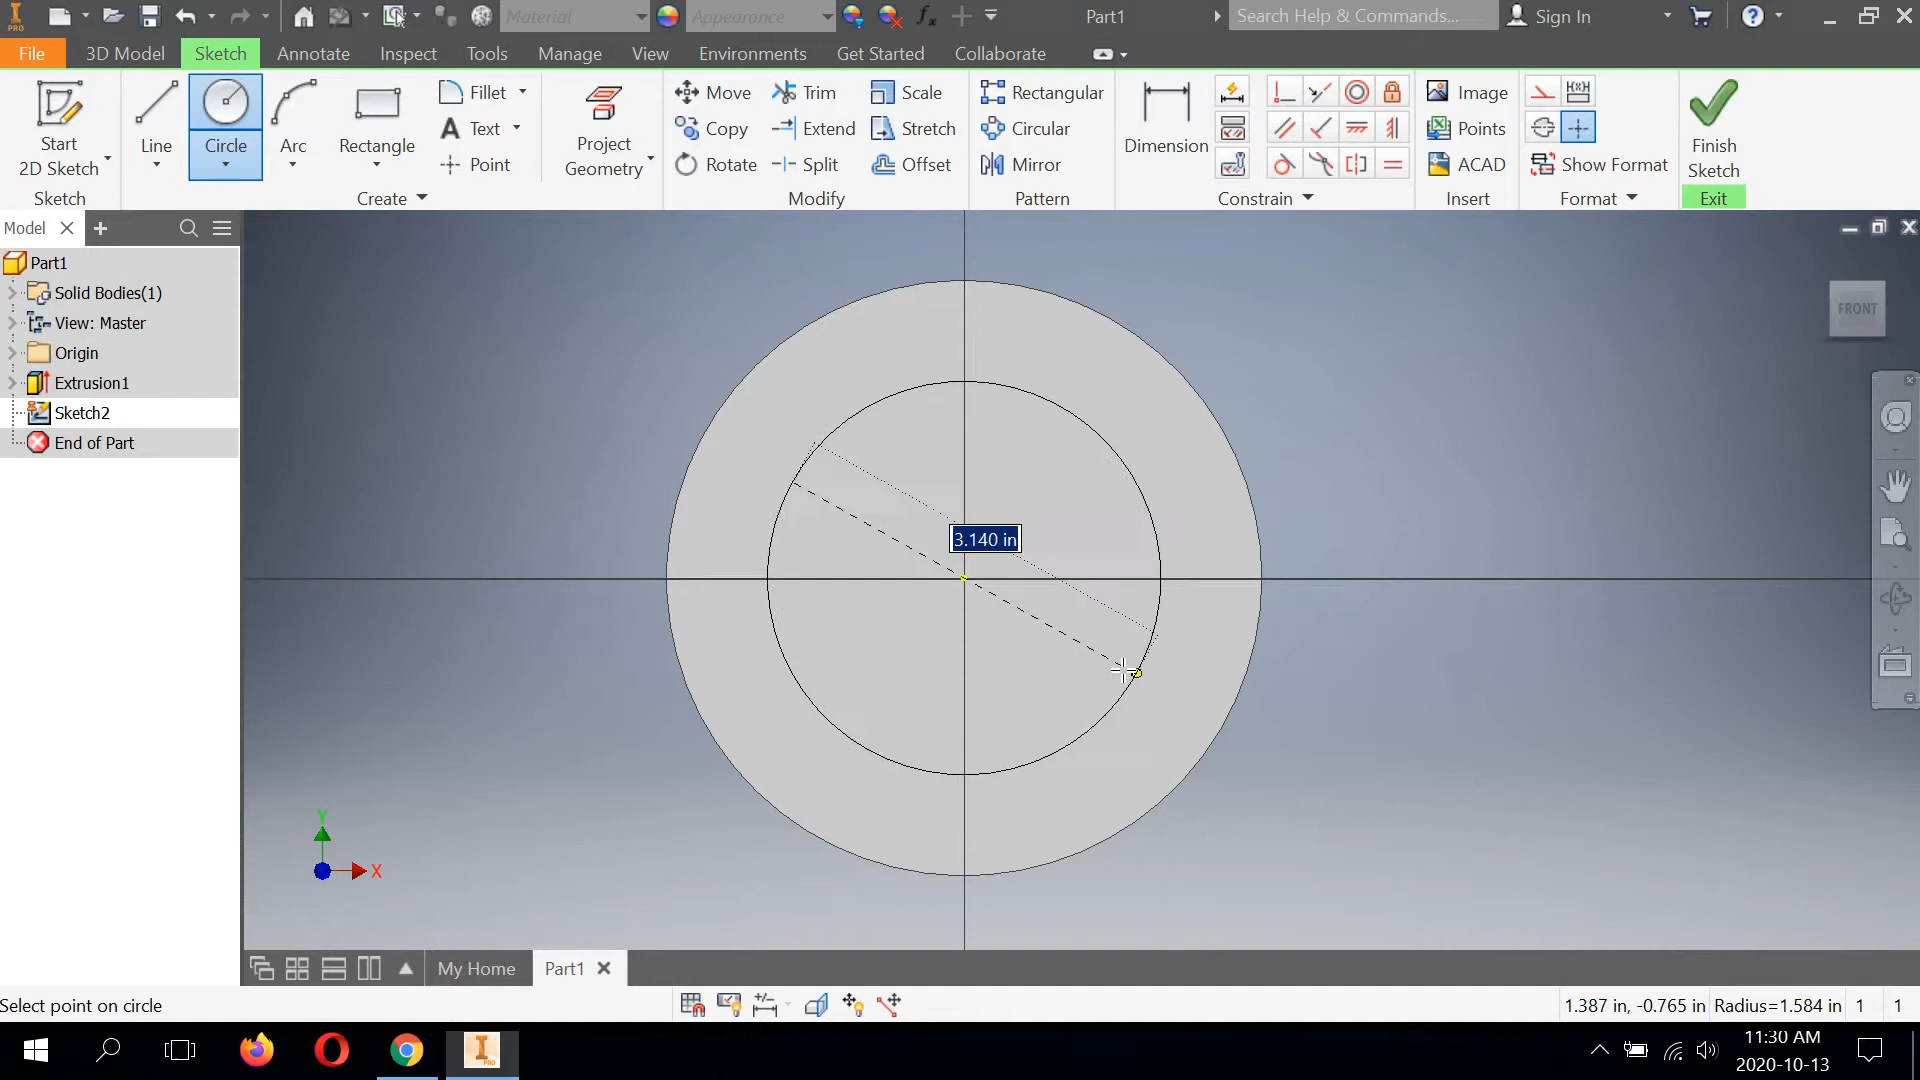 PRO
Material
Appearance
fx
Part1
Search Help & Commands...
Sign In
File
3D Model
Sketch
Annotate
Inspect
Tools
Manage
View
Environments
Get Started
Collaborate
Start
2D Sketch
Line
Circle
Arc
Rectangle
Fillet
Text
Point
Project
Geometry
Move
Copy
Rotate
Trim
Extend
Split
Scale
Stretch
Offset
Rectangular
Circular
Mirror
Dimension
Image
Points
ACAD
Show Format
Finish
Sketch
Sketch
Create
Modify
Pattern
Constrain
Insert
Format
Exit
Model
Part1
Solid Bodies(1)
View: Master
Origin
Extrusion1
Sketch2
End of Part
FRONT
3.140 in
Y
X
My Home
Part1
Select point on circle
1.387 in, -0.765 in
Radius=1.584 in
1
1
PRO
11:30 AM
2020-10-13